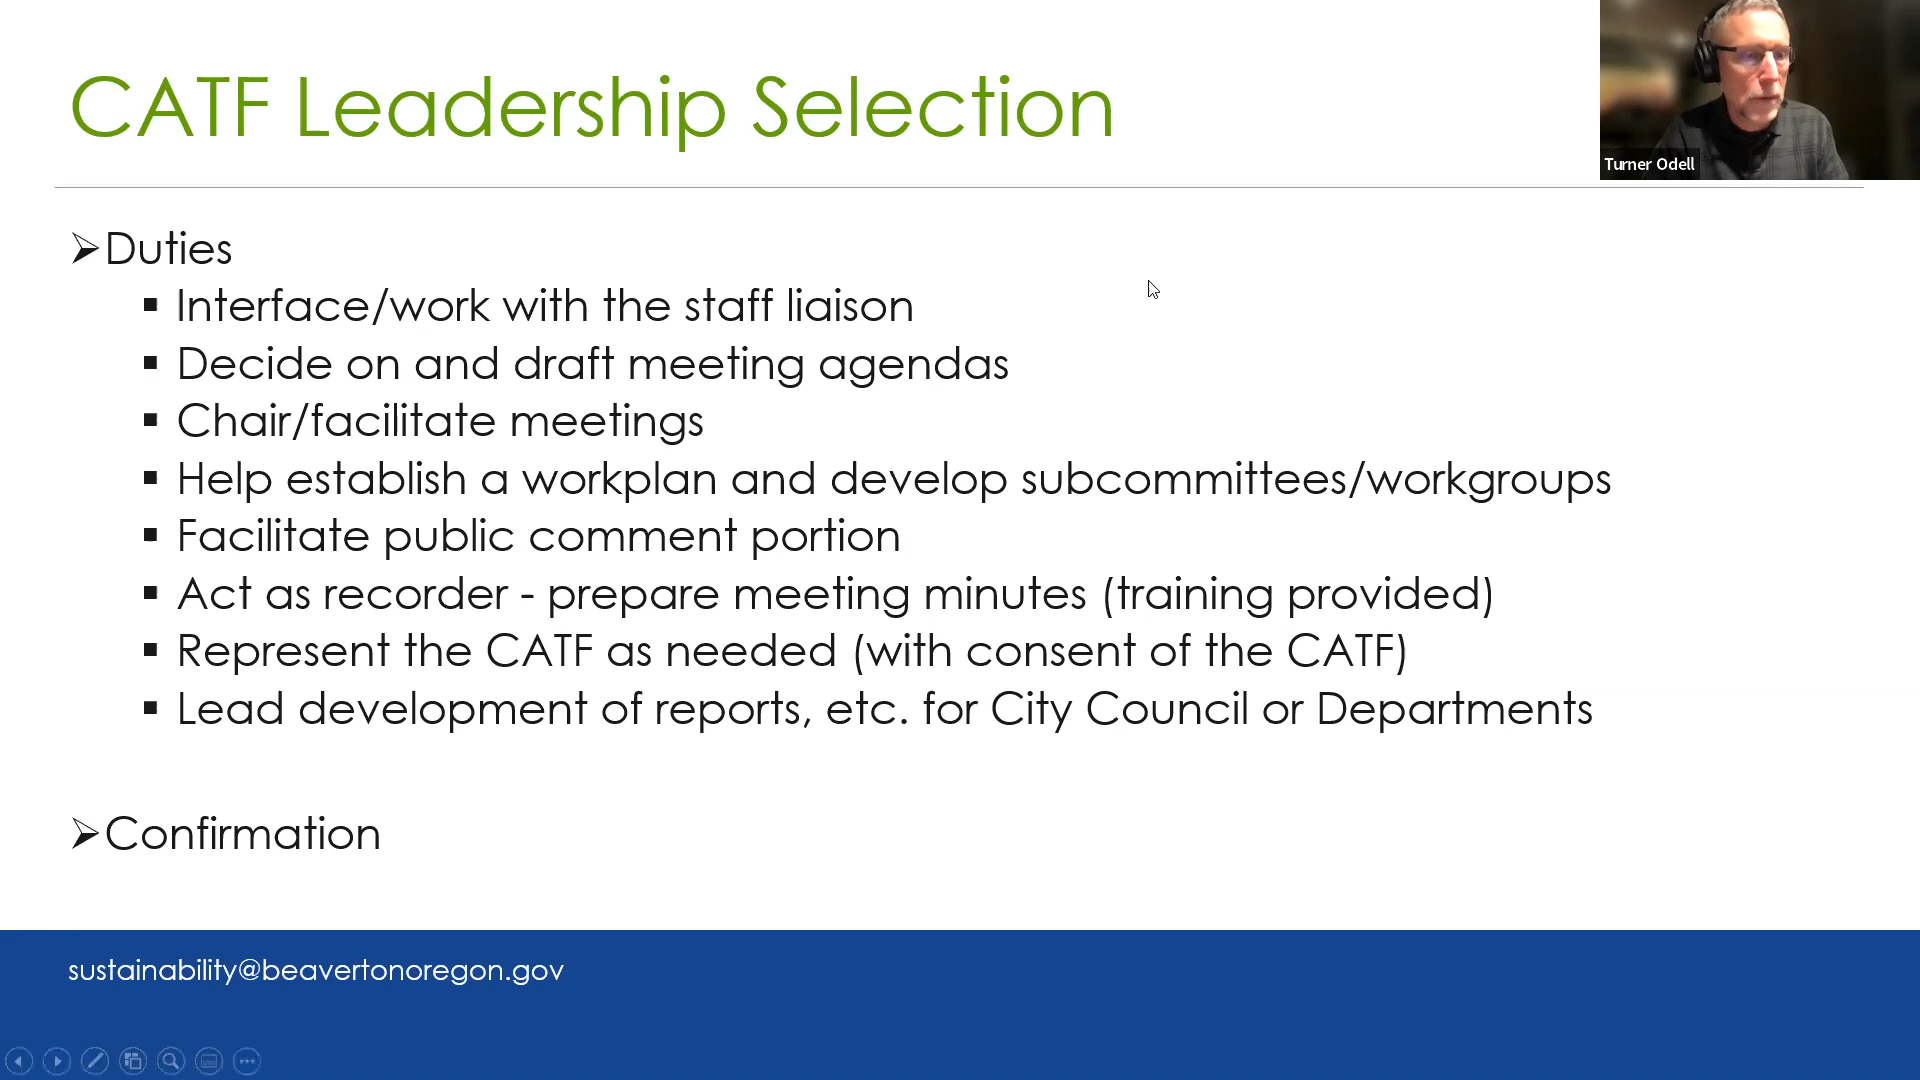 CATF Leadership Selection
Turner Odell
Duties
Interface/work with the staff liaison
Decide on and draft meeting agendas
Chair/facilitate meetings
Help establish a workplan and develop subcommittees/workgroups
Facilitate public comment portion
Act as recorder - prepare meeting minutes (training provided)
Represent the CATF as needed (with consent of the CATF)
Lead development of reports, etc. for City Council or Departments
Confirmation
sustainability@beavertonoregon.gov